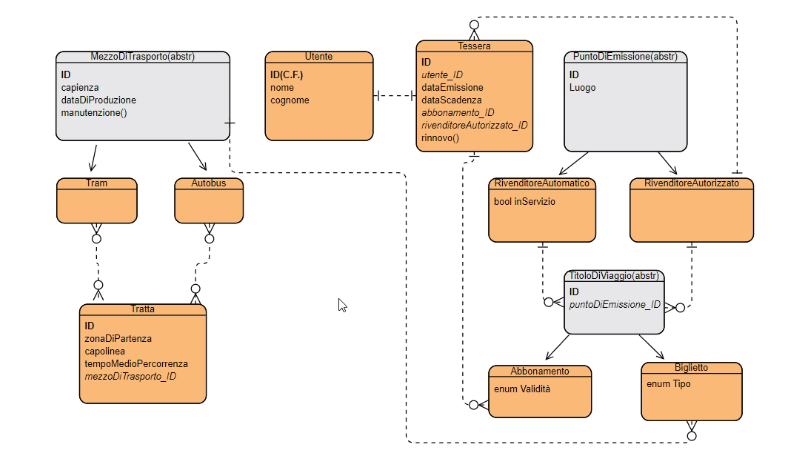 MezzoDiTrasporto(abstr)
ID
capienza
dataDiProduzione
manutenzione()
Utente
ID(C.F.)
nome
cognome
Tessera
ID
utente_ID
dataEmissione
dataScadenza
abbonamento_ID
rivenditoreAutorizzato_ID
rinnovo()
PuntoDiEmissione(abstr)
ID
Luogo
Tram
Autobus
RivenditoreAutomatico
bool inServizio
RivenditoreAutorizzato
TitoloDiViaggio(abstr)
ID
puntoDiEmissione_ID
Tratta
ID
zonaDiPartenza
capolinea
tempoMedioPercorrenza
mezzoDiTrasporto_ID
Abbonamento
enum Validità
Biglietto
enum Tipo